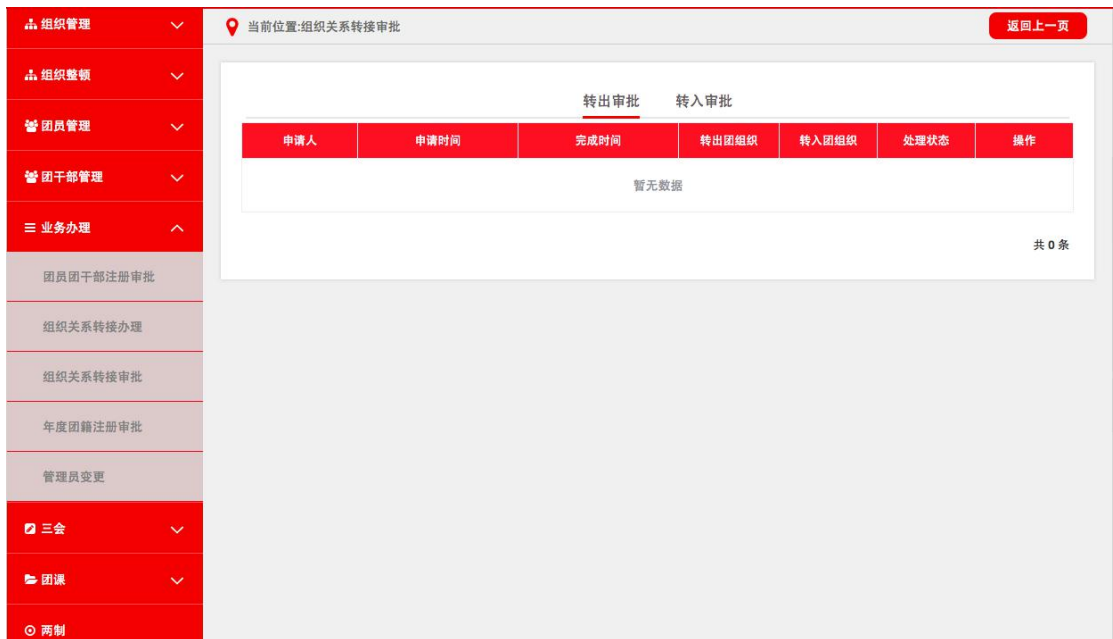 组织管理
组织整顿
团员管理
团干部管理
业务办理
团员团干部注册审批
组织关系转接办理
组织关系转接审批
年度团籍注册审批
管理员变更
三会
团课
两制
当前位置:组织关系转接审批
返回上一页
转出审批 转入审批
申请人 申请时间 完成时间 转出团组织 转入团组织 处理状态 操作
暂无数据
共 0 条